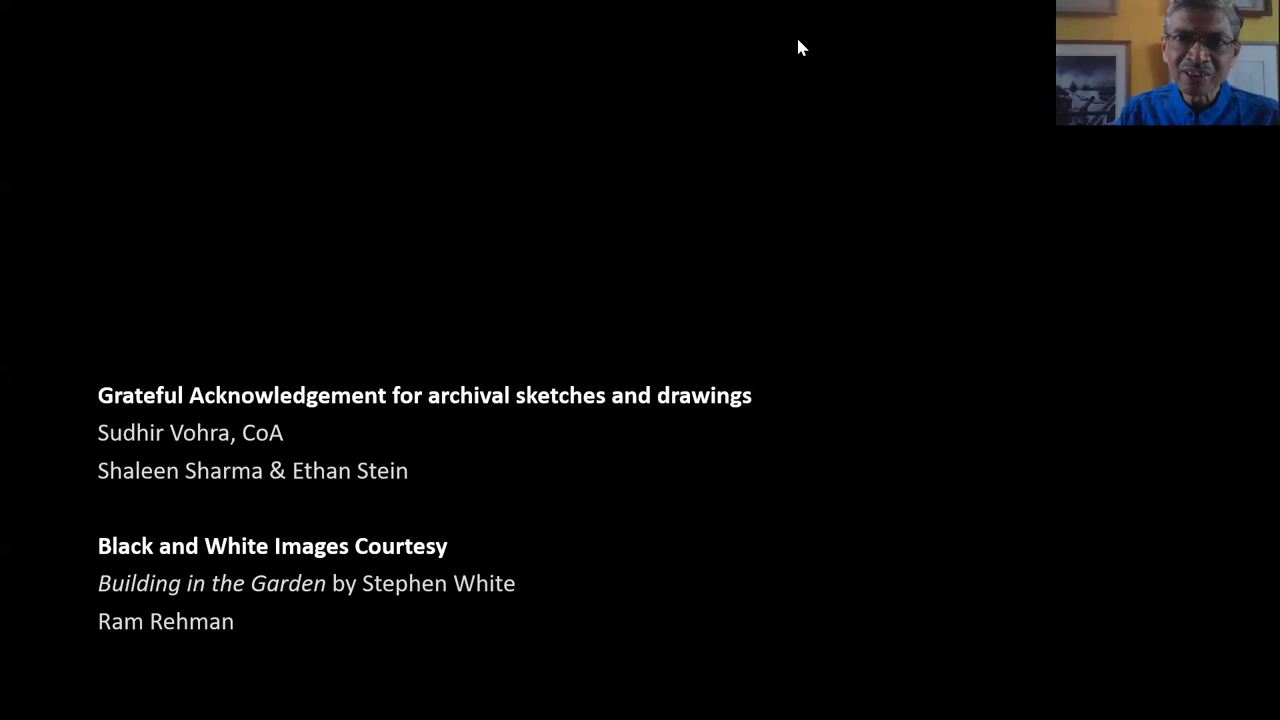 Grateful Acknowledgement for archival sketches and drawings
Sudhir Vohra, CoA
Shaleen Sharma & Ethan Stein
Black and White Images Courtesy
Building in the Garden by Stephen White
Ram Rehman